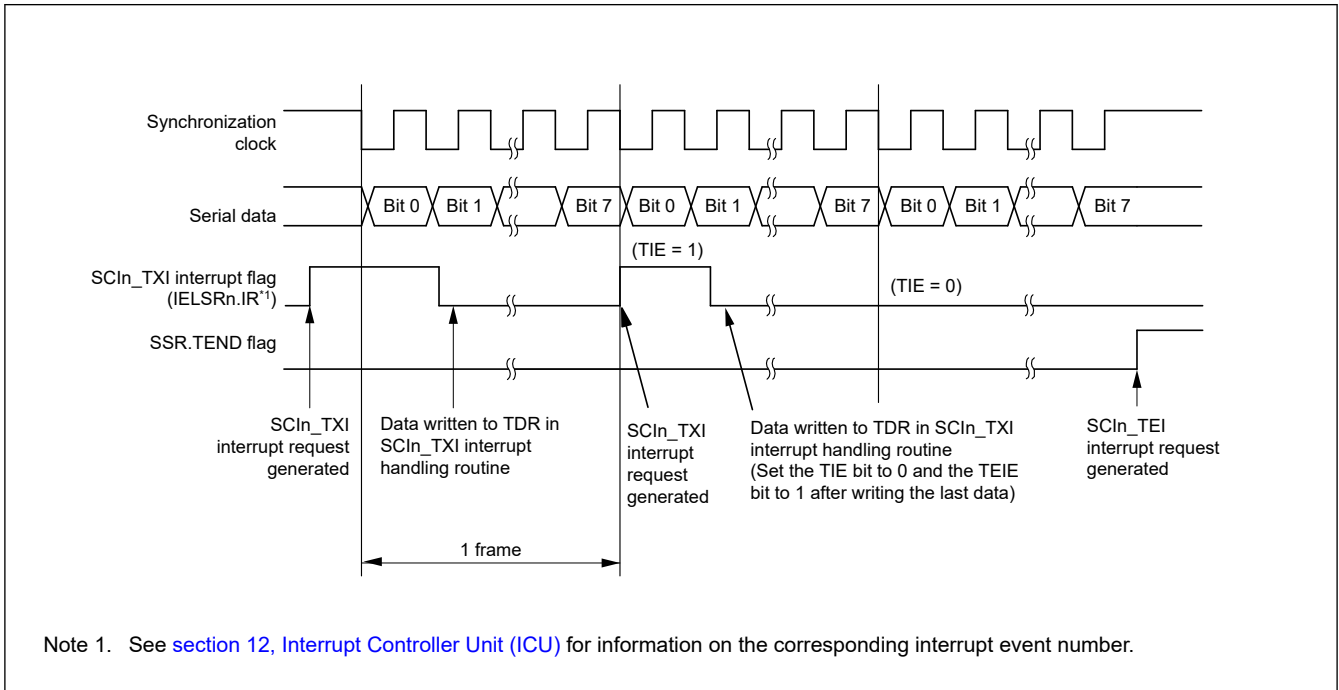 Synchronization
clock
Serial data
Bit 0 Bit 1 Bit 7 Bit 0 Bit 1 Bit 7 Bit 0 Bit 1 Bit 7
(TIE = 1)
SCIn_TXI interrupt flag
(IELSRn.IR*1)
(TIE = 0)
SSR.TEND flag
SCIn_TXI
interrupt request
generated
Data written to TDR in
SCIn_TXI interrupt
handling routine
SCIn_TXI
interrupt
request
generated
Data written to TDR in SCIn_TXI
interrupt handling routine
(Set the TIE bit to 0 and the TEIE
bit to 1 after writing the last data)
SCIn_TEI
interrupt request
generated
1 frame
Note 1. See section 12, Interrupt Controller Unit (ICU) for information on the corresponding interrupt event number.